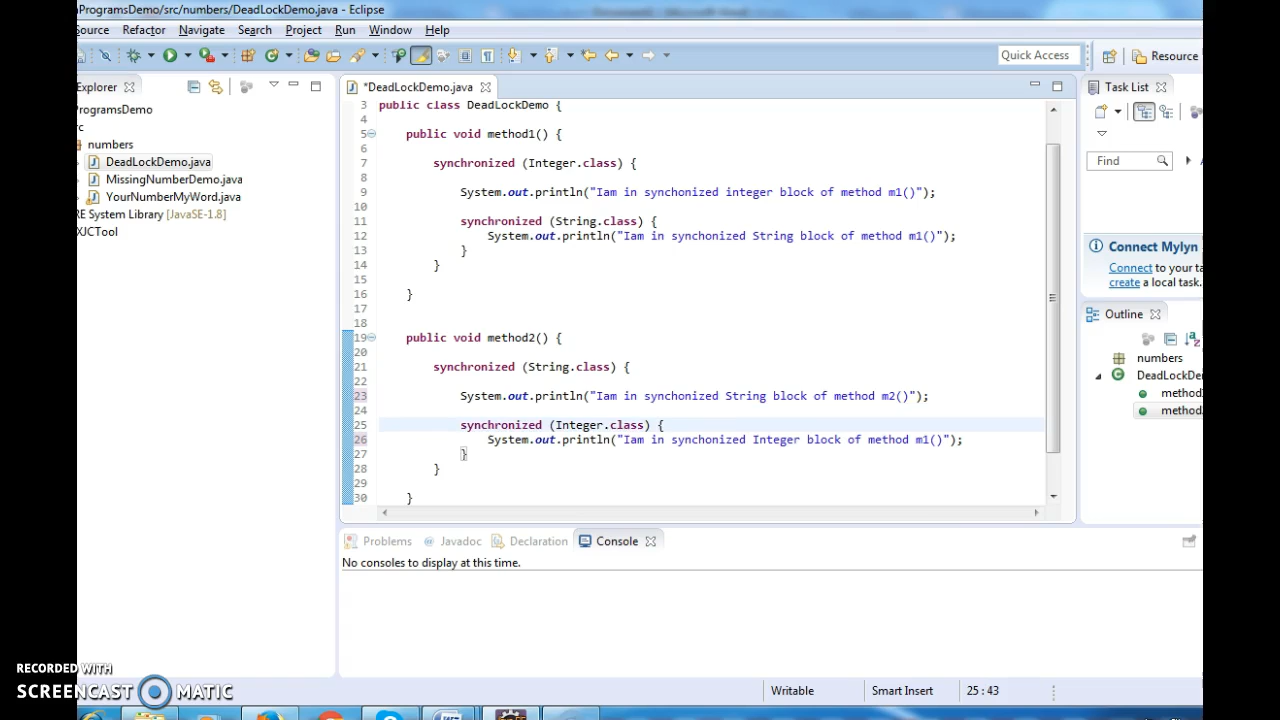 ProgramsDemo/src/numbers/DeadLockDemo.java - Eclipse
Source Refactor Navigate Search Project Run Window Help
Quick Access
Resource
Explorer
*DeadLockDemo.java
Task List
ProgramsDemo
rc
numbers
DeadLockDemo.java
MissingNumberDemo.java
YourNumberMyWord.java
RE System Library [JavaSE-1.8]
XJCTool
3 public class DeadLockDemo {
4
5 public void method1() {
6
7 synchronized (Integer.class) {
8
9 System.out.println("Iam in synchonized integer block of method m1()");
10
11 synchronized (String.class) {
12 System.out.println("Iam in synchonized String block of method m1()");
13 }
14 }
15
16 }
17
18
19 public void method2() {
20
21 synchronized (String.class) {
22
23 System.out.println("Iam in synchonized String block of method m2()");
24
25 synchronized (Integer.class) {
26 System.out.println("Iam in synchonized Integer block of method m1()");
27 }
28 }
29
30 }
Find
Connect Mylyn
Connect to your ta
create a local task.
Outline
numbers
DeadLockDe
method
method
Problems Javadoc Declaration Console
No consoles to display at this time.
Writable Smart Insert 25 : 43
RECORDED WITH
SCREENCAST MATIC